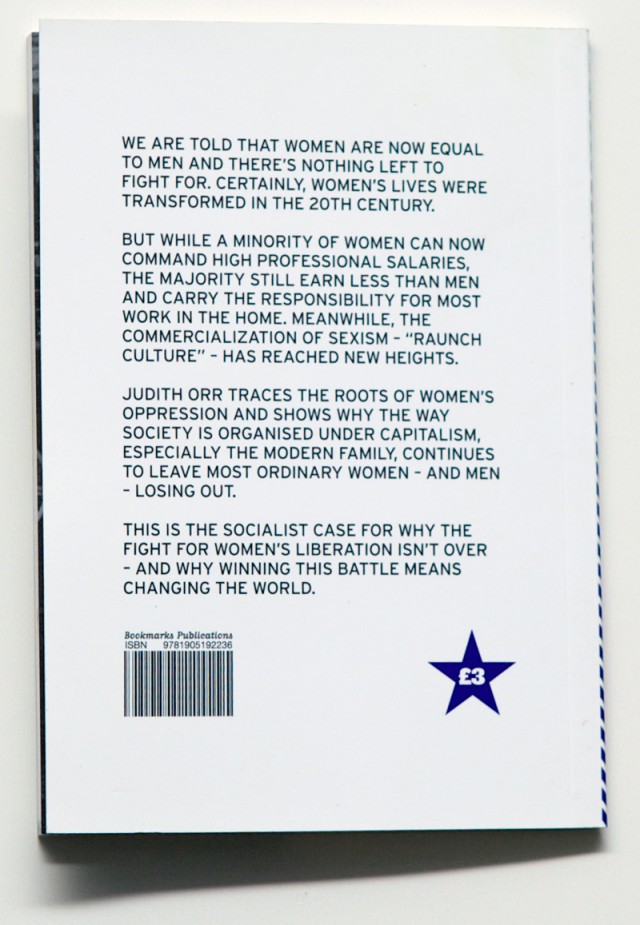 WE ARE TOLD THAT WOMEN ARE NOW EQUAL
TO MEN AND THERE'S NOTHING LEFT TO
FIGHT FOR. CERTAINLY, WOMEN'S LIVES WERE
TRANSFORMED IN THE 20TH CENTURY.
BUT WHILE A MINORITY OF WOMEN CAN NOW
COMMAND HIGH PROFESSIONAL SALARIES,
THE MAJORITY STILL EARN LESS THAN MEN
AND CARRY THE RESPONSIBILITY FOR MOST
WORK IN THE HOME. MEANWHILE, THE
COMMERCIALIZATION OF SEXISM – “RAUNCH
CULTURE” – HAS REACHED NEW HEIGHTS.
JUDITH ORR TRACES THE ROOTS OF WOMEN'S
OPPRESSION AND SHOWS WHY THE WAY
SOCIETY IS ORGANISED UNDER CAPITALISM,
ESPECIALLY THE MODERN FAMILY, CONTINUES
TO LEAVE MOST ORDINARY WOMEN – AND MEN
– LOSING OUT.
THIS IS THE SOCIALIST CASE FOR WHY THE
FIGHT FOR WOMEN'S LIBERATION ISN'T OVER
– AND WHY WINNING THIS BATTLE MEANS
CHANGING THE WORLD.
Bookmarks Publications
ISBN 9781905192236
£3